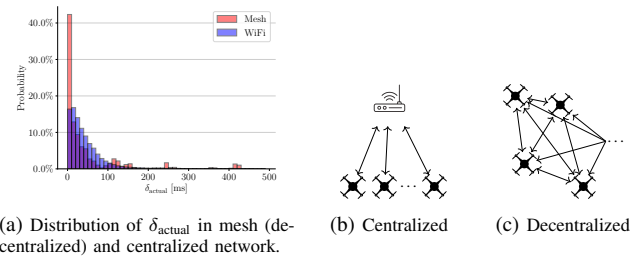 40.0%
30.0%
20.0%
10.0%
0.0%
Probability
Mesh
WiFi
0 100 200 300 400 500
δactual [ms]
(a) Distribution of δactual in mesh (de-
centralized) and centralized network.
...
(b) Centralized
...
(c) Decentralized